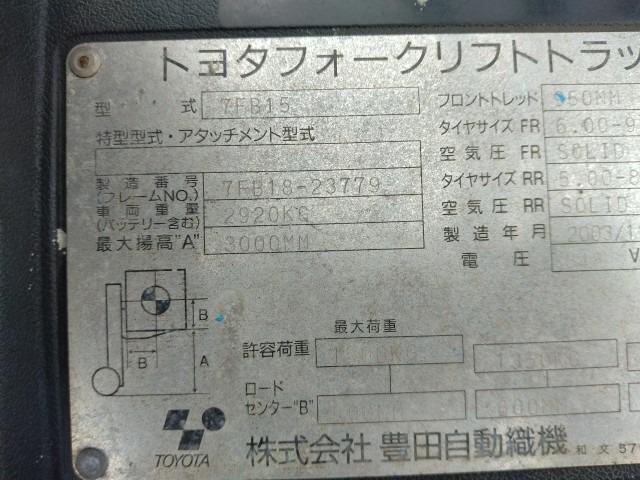 トヨタフォークリフトトラッ
型 式 7FB15
特型型式・アタッチメント型式
製造番号 (フレームNO.) 7FB18-23779
車両重量 (バッテリー含む) 2920KG
最大揚高"A" 3000MM
フロントトレッド 950MM
タイヤサイズ FR 6.00-9
空気圧 FR SOLID
タイヤサイズ RR 5.00-8
空気圧 RR SOLID
製造年月 2003/1
電圧 V
B
B
A
最大荷重
許容荷重
ロード
センター"B"
TOYOTA
株式会社 豊田自動織機
和文 57